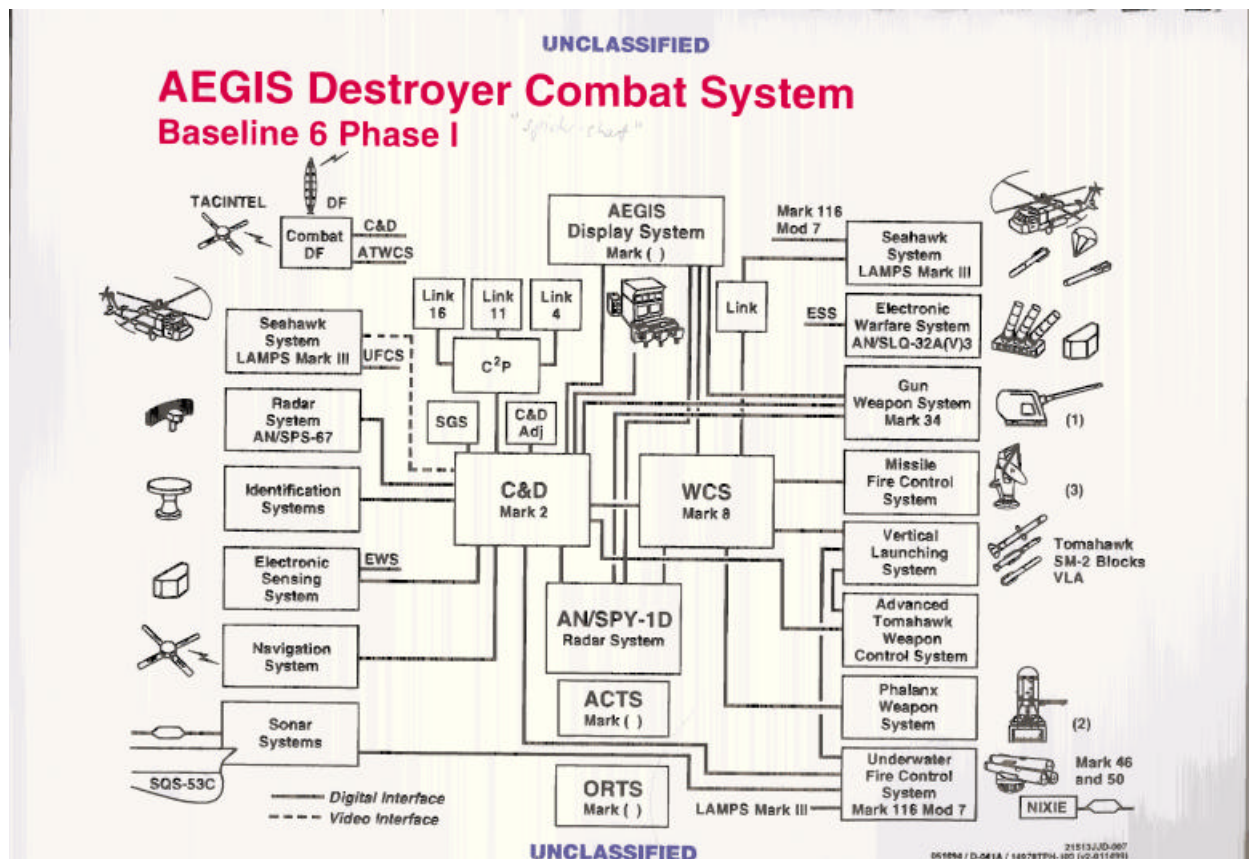 UNCLASSIFIED
AEGIS Destroyer Combat System
Baseline 6 Phase I
"spider-chart"
TACINTEL
DF
Combat
DF
C&D
ATWCS
AEGIS
Display System
Mark ( )
Mark 116
Mod 7
Seahawk
System
LAMPS Mark III
Link
16
Link
11
Link
4
Link
ESS
Electronic
Warfare System
AN/SLQ-32A(V)3
Seahawk
System
LAMPS Mark III
UFCS
C²P
Gun
Weapon System
Mark 34
(1)
Radar
System
AN/SPS-67
SGS
C&D
Adj
Missile
Fire Control
System
(3)
Identification
Systems
C&D
Mark 2
WCS
Mark 8
Vertical
Launching
System
Tomahawk
SM-2 Blocks
VLA
Electronic
Sensing
System
EWS
AN/SPY-1D
Radar System
Advanced
Tomahawk
Weapon
Control System
Navigation
System
ACTS
Mark ( )
Phalanx
Weapon
System
(2)
Sonar
Systems
SQS-53C
Digital Interface
Video Interface
ORTS
Mark ( )
LAMPS Mark III
Underwater
Fire Control
System
Mark 116 Mod 7
Mark 46
and 50
NIXIE
UNCLASSIFIED
21513JJD-007